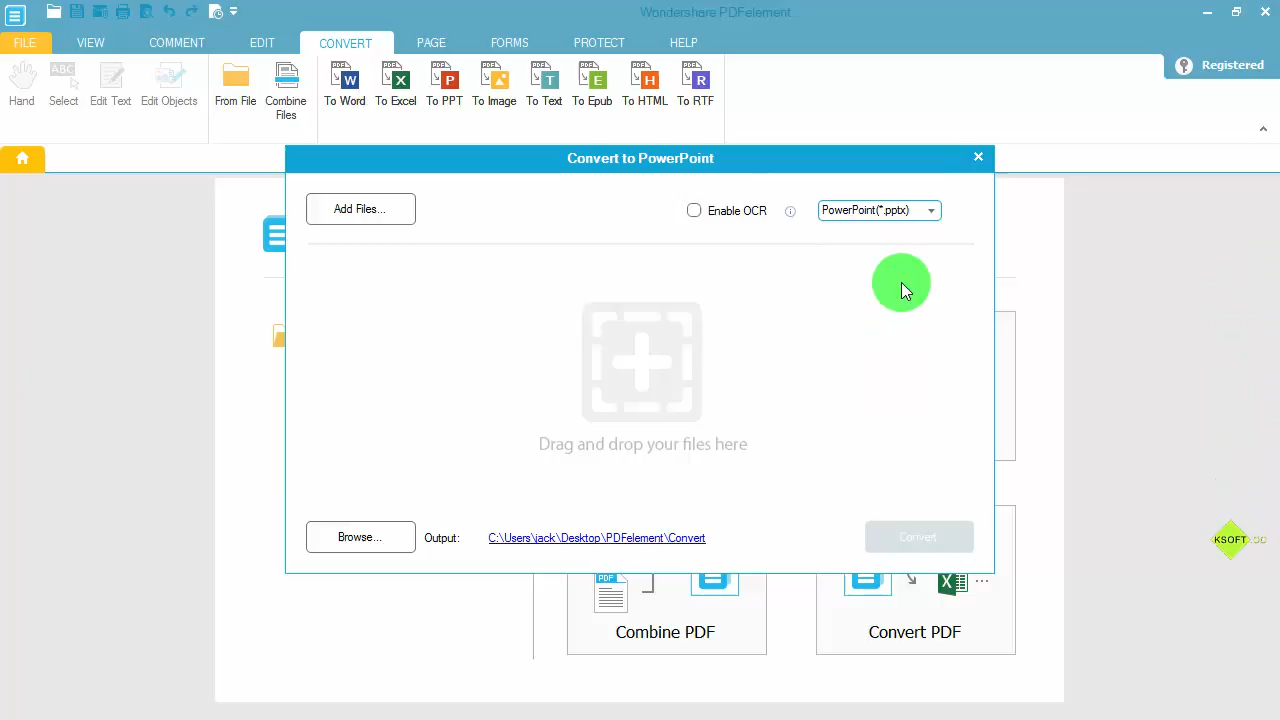 Wondershare PDFelement
FILE VIEW COMMENT EDIT CONVERT PAGE FORMS PROTECT HELP
Registered
ABC
W X P T E H R
Hand Select Edit Text Edit Objects From File Combine Files To Word To Excel To PPT To Image To Text To Epub To HTML To RTF
Convert to PowerPoint
Add Files...
Enable OCR
PowerPoint(*.pptx)
Drag and drop your files here
Browse...
Output:
C:\Users\jack\Desktop\PDFelement\Convert
Convert
KSOFT
PDF
Combine PDF
Convert PDF